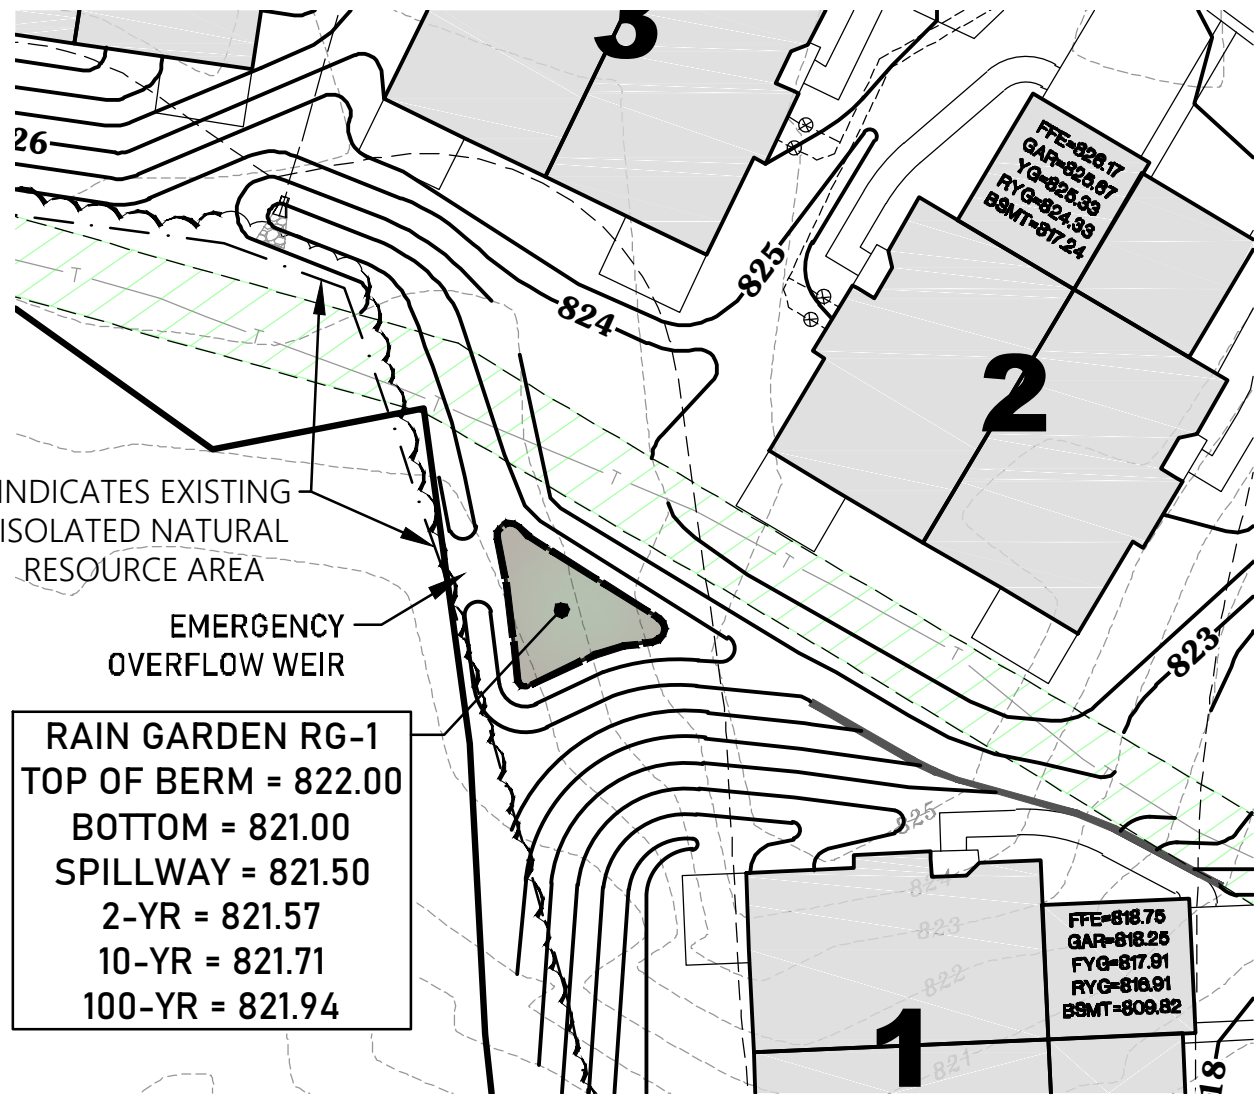 3
26
FFE=826.17
GAR=825.67
YG=825.33
RYG=824.33
BSMT=817.24
825
824
2
T
T
T
T
T
T
INDICATES EXISTING
ISOLATED NATURAL
RESOURCE AREA
EMERGENCY
OVERFLOW WEIR
823
RAIN GARDEN RG-1
TOP OF BERM = 822.00
BOTTOM = 821.00
SPILLWAY = 821.50
2-YR = 821.57
10-YR = 821.71
100-YR = 821.94
825
824
823
822
821
FFE=818.75
GAR=818.25
FYG=817.91
RYG=816.91
BSMT=809.82
1
18